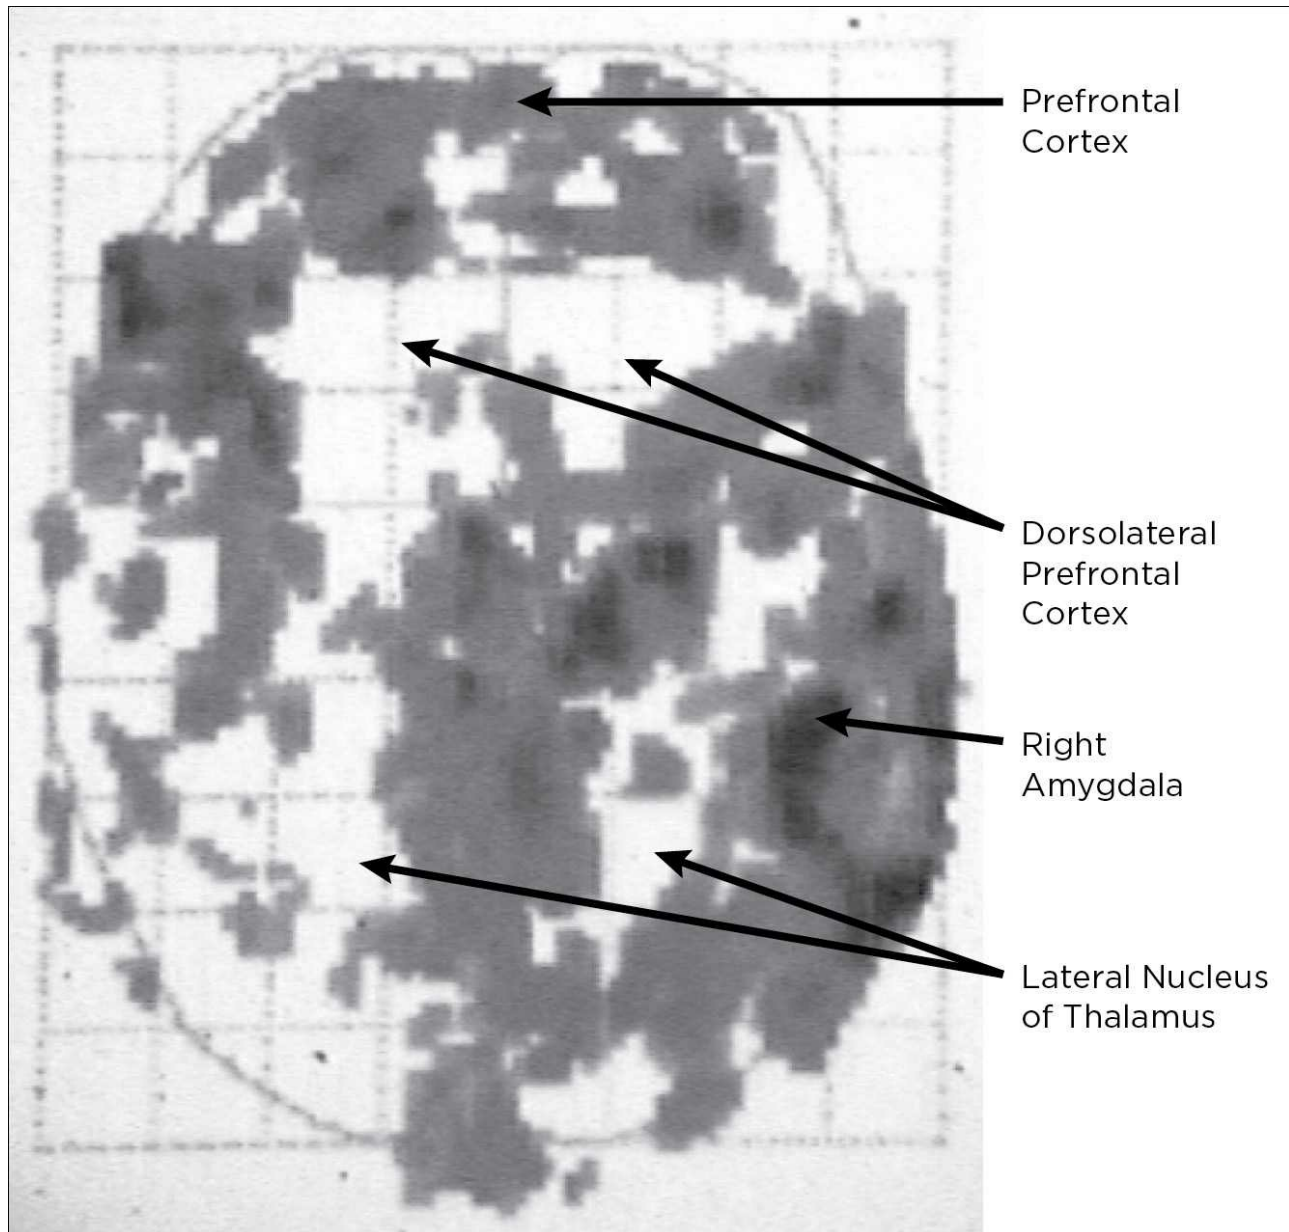 Prefrontal
Cortex
Dorsolateral
Prefrontal
Cortex
Right
Amygdala
Lateral Nucleus
of Thalamus